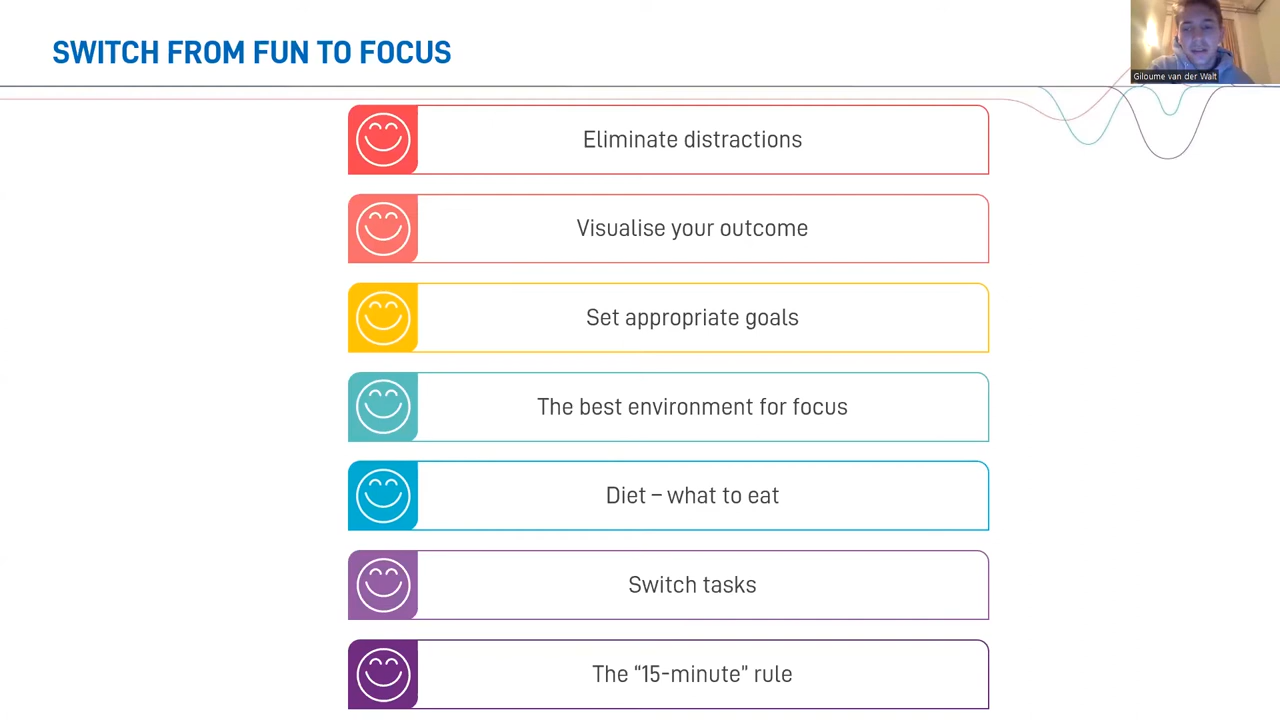 SWITCH FROM FUN TO FOCUS
Giloume van der Walt
Eliminate distractions
Visualise your outcome
Set appropriate goals
The best environment for focus
Diet – what to eat
Switch tasks
The “15-minute” rule